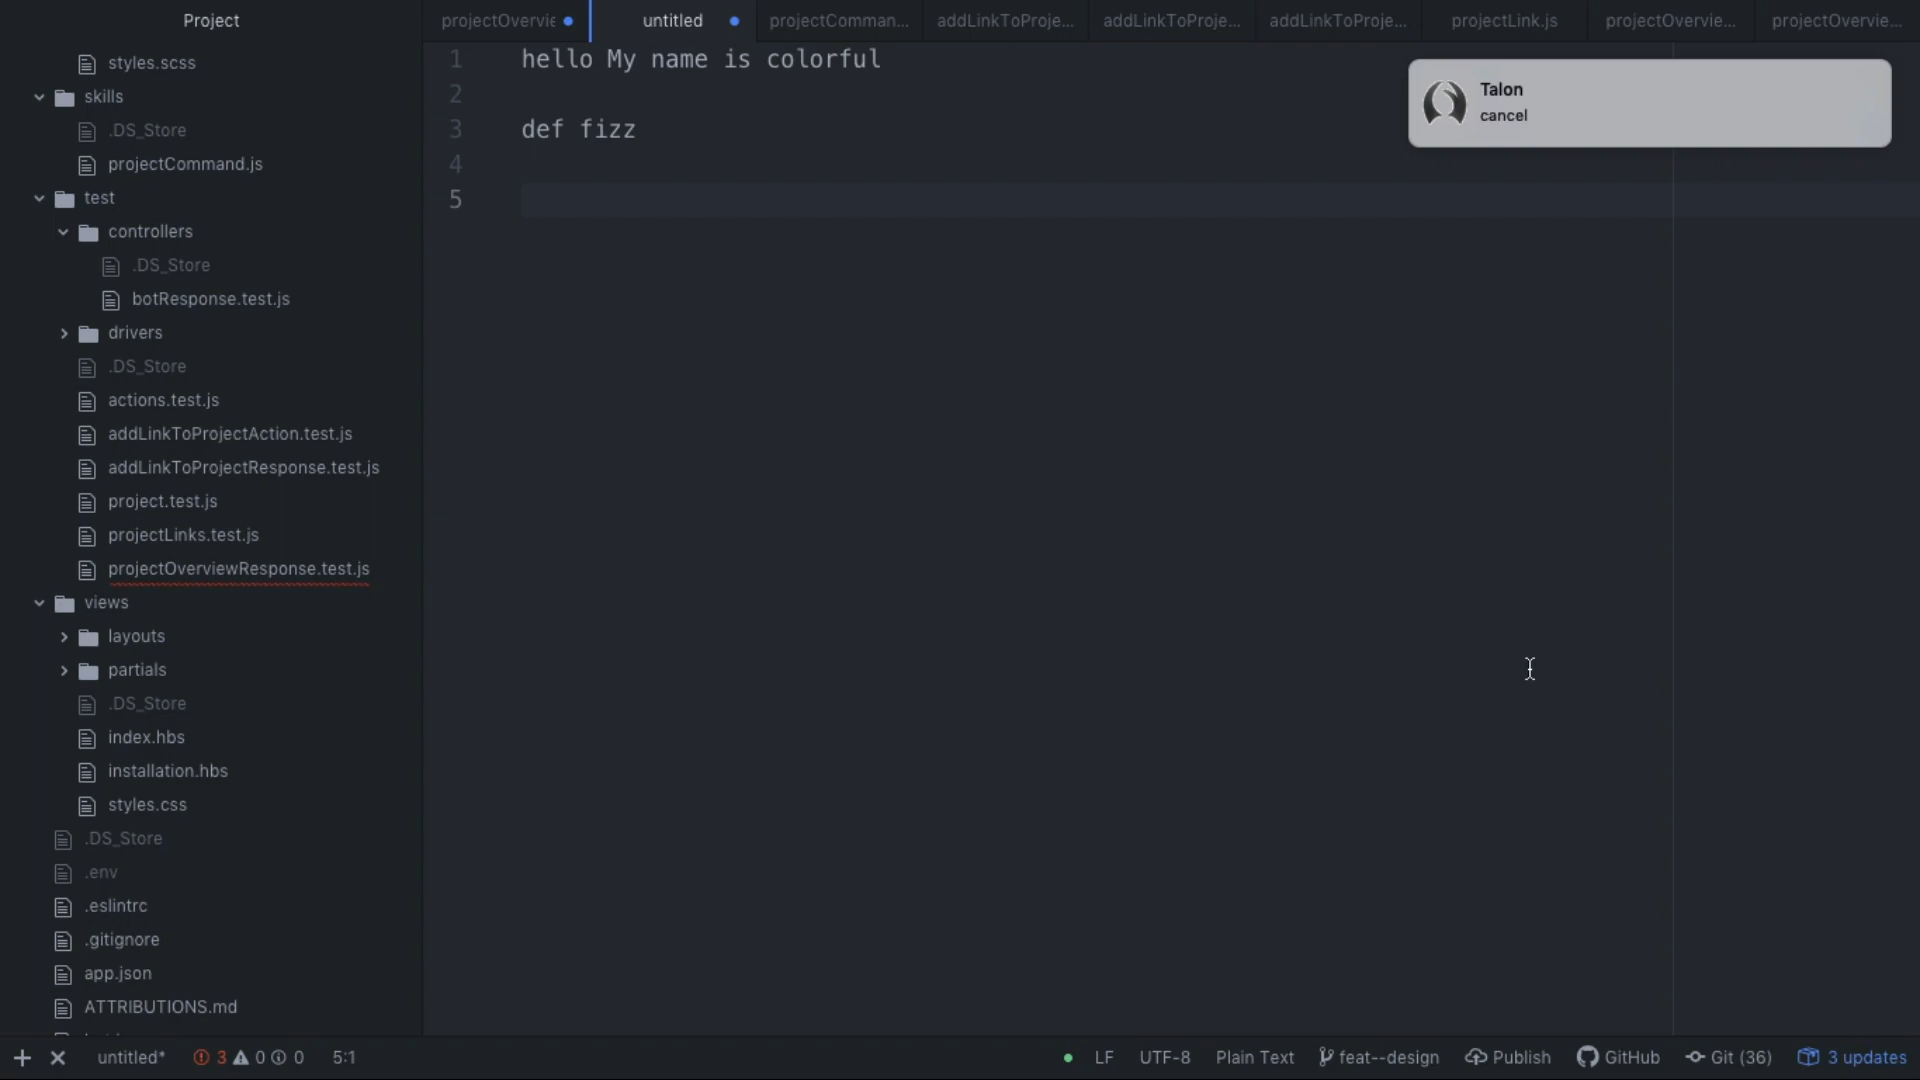 Project
projectOvervie
untitled
projectComman...
addLinkToProje...
addLinkToProje...
addLinkToProje...
projectLink.js
projectOvervie...
projectOvervie...
styles.scss
skills
.DS_Store
projectCommand.js
test
controllers
.DS_Store
botResponse.test.js
drivers
.DS_Store
actions.test.js
addLinkToProjectAction.test.js
addLinkToProjectResponse.test.js
project.test.js
projectLinks.test.js
projectOverviewResponse.test.js
views
layouts
partials
.DS_Store
index.hbs
installation.hbs
styles.css
.DS_Store
.env
.eslintrc
.gitignore
app.json
ATTRIBUTIONS.md
1 hello My name is colorful
2
3 def fizz
4
5
Talon
cancel
untitled* 3 0 0 5:1
LF UTF-8 Plain Text feat--design Publish GitHub Git (36) 3 updates